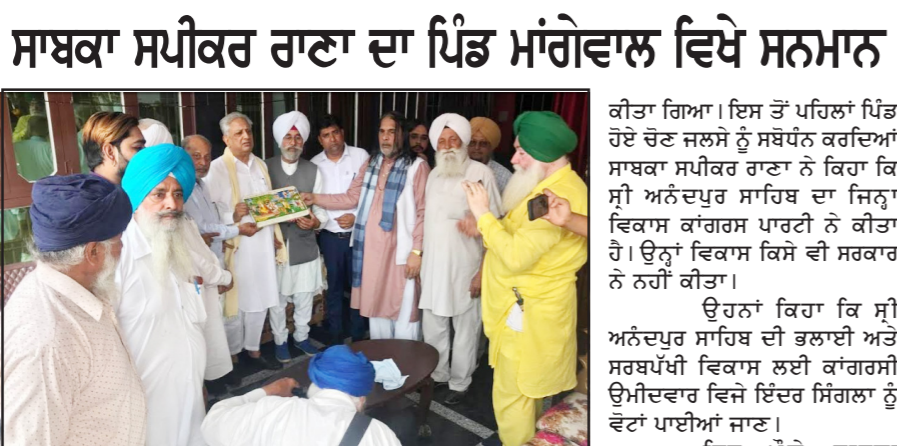 ਸਾਬਕਾ ਸਪੀਕਰ ਰਾਣਾ ਦਾ ਪਿੰਡ ਮਾਂਗੇਵਾਲ ਵਿਖੇ ਸਨਮਾਨ
ਕੀਤਾ ਗਿਆ। ਇਸ ਤੋਂ ਪਹਿਲਾਂ ਪਿੰਡ
ਹੋਏ ਚੋਣ ਜਲਸੇ ਨੂੰ ਸਬੋਧੰਨ ਕਰਦਿਆਂ
ਸਾਬਕਾ ਸਪੀਕਰ ਰਾਣਾ ਨੇ ਕਿਹਾ ਕਿ
ਸ੍ਰੀ ਅਨੰਦਪੁਰ ਸਾਹਿਬ ਦਾ ਜਿਨ੍ਹਾ
ਵਿਕਾਸ ਕਾਂਗਰਸ ਪਾਰਟੀ ਨੇ ਕੀਤਾ
ਹੈ। ਉਨ੍ਹਾਂ ਵਿਕਾਸ ਕਿਸੇ ਵੀ ਸਰਕਾਰ
ਨੇ ਨਹੀਂ ਕੀਤਾ।
ਉਹਨਾਂ ਕਿਹਾ ਕਿ ਸ੍ਰੀ
ਅਨੰਦਪੁਰ ਸਾਹਿਬ ਦੀ ਭਲਾਈ ਅਤੇ
ਸਰਬਪੱਖੀ ਵਿਕਾਸ ਲਈ ਕਾਂਗਰਸੀ
ਉਮੀਦਵਾਰ ਵਿਜੇ ਇੰਦਰ ਸਿੰਗਲਾ ਨੂੰ
ਵੋਟਾਂ ਪਾਈਆਂ ਜਾਣ।